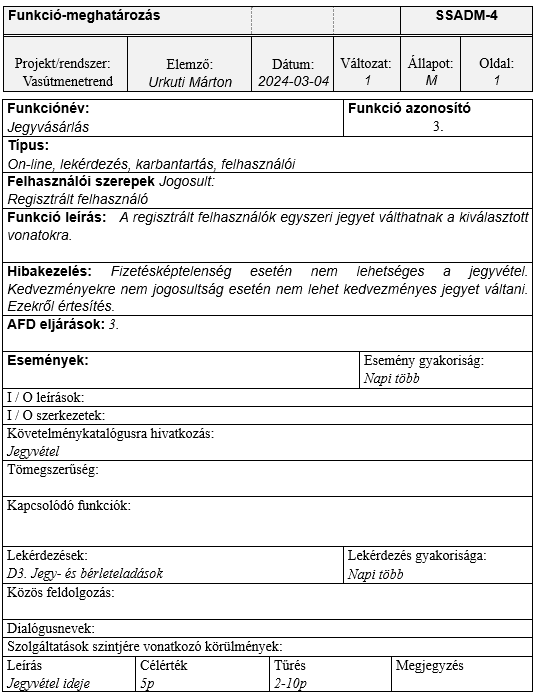 Funkció-meghatározás SSADM-4
Projekt/rendszer: Elemző: Dátum: Változat: Állapot: Oldal:
Vasútmenetrend Urkuti Márton 2024-03-04 1 M 1
Funkciónév: Funkció azonosító
Jegyvásárlás 3.
Típus:
On-line, lekérdezés, karbantartás, felhasználói
Felhasználói szerepek Jogosult:
Regisztrált felhasználó
Funkció leírás: A regisztrált felhasználók egyszeri jegyet válthatnak a kiválasztott
vonatokra.
Hibakezelés: Fizetésképtelenség esetén nem lehetséges a jegyvétel.
Kedvezményekre nem jogosultság esetén nem lehet kedvezményes jegyet váltani.
Ezekről értesítés.
AFD eljárások: 3.
Események: Esemény gyakoriság:
Napi több
I / O leírások:
I / O szerkezetek:
Követelménykatalógusra hivatkozás:
Jegyvétel
Tömegszerűség:
Kapcsolódó funkciók:
Lekérdezések: Lekérdezés gyakorisága:
D3. Jegy- és bérleteladások Napi több
Közös feldolgozás:
Dialógusnevek:
Szolgáltatások szintjére vonatkozó körülmények:
Leírás Célérték Tűrés Megjegyzés
Jegyvétel ideje 5p 2-10p